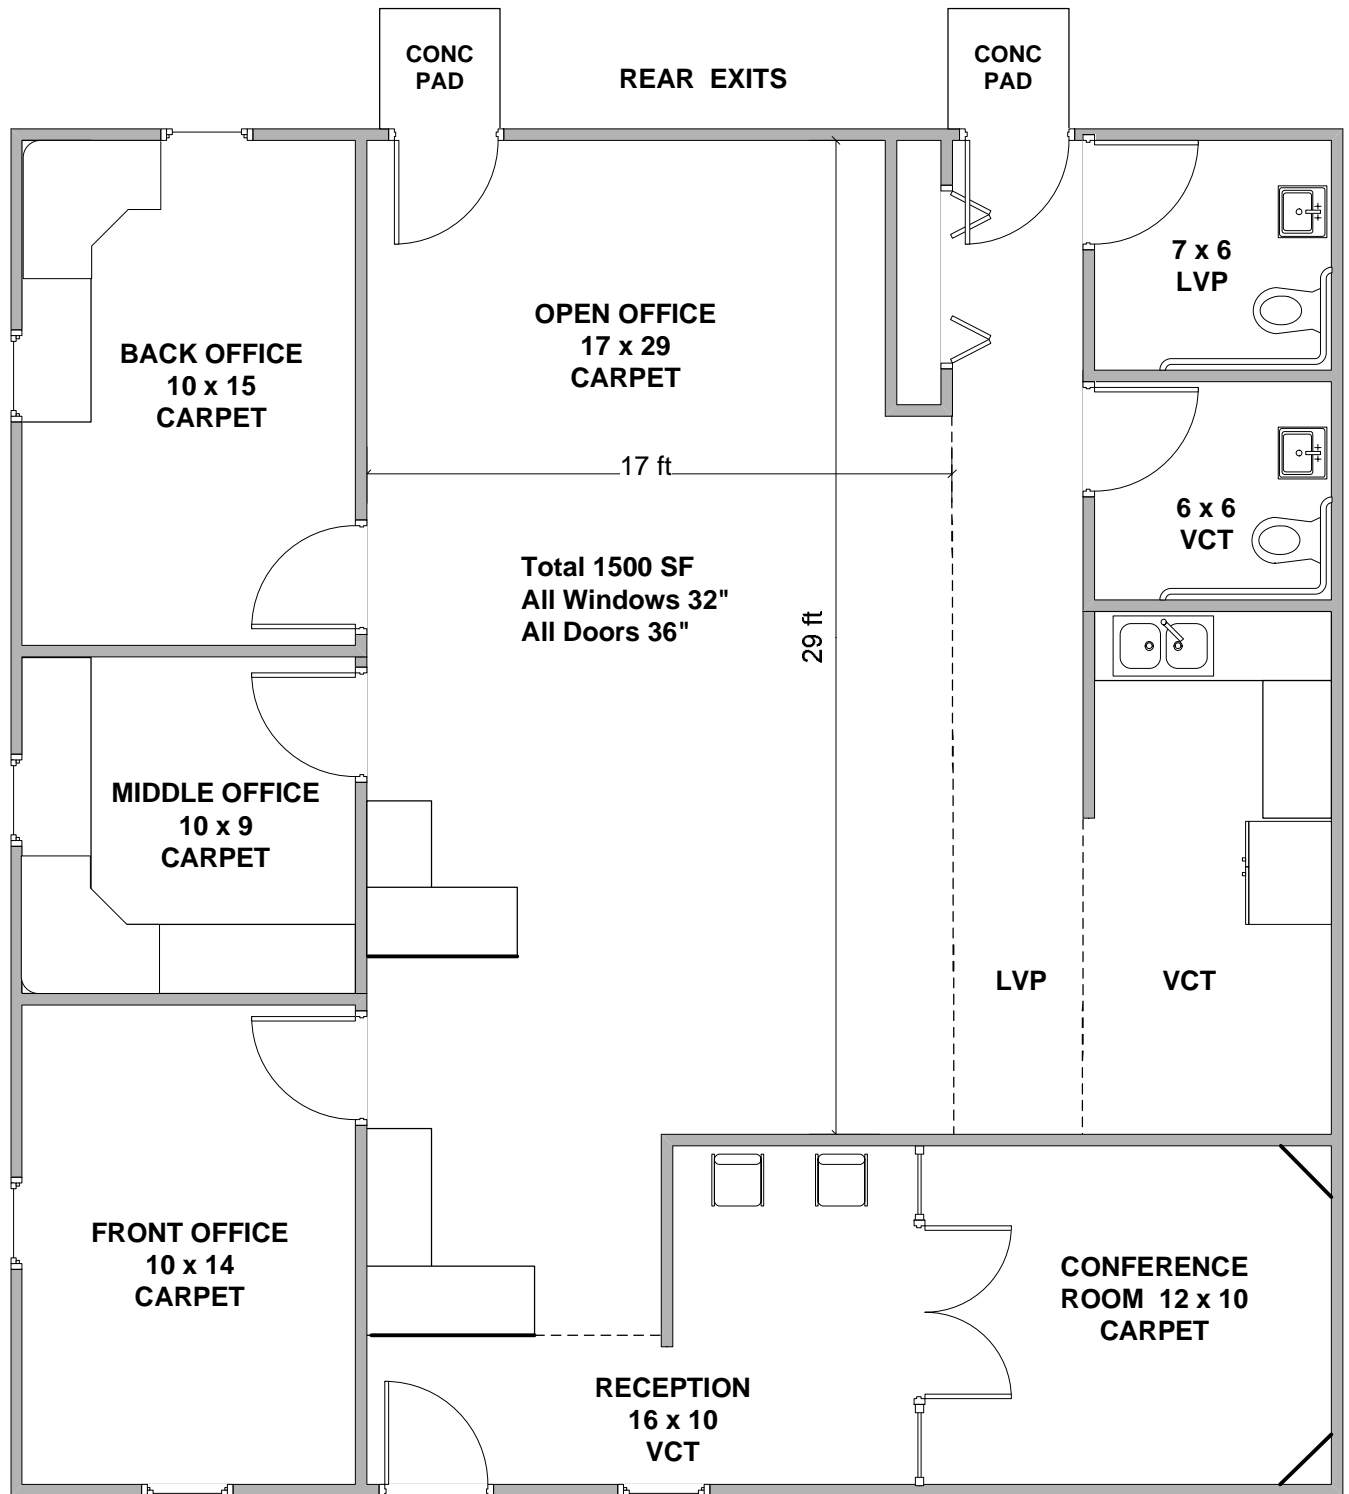 CONC
PAD
REAR EXITS
CONC
PAD
7 x 6
LVP
OPEN OFFICE
17 x 29
CARPET
BACK OFFICE
10 x 15
CARPET
17 ft
6 x 6
VCT
Total 1500 SF
All Windows 32"
All Doors 36"
29 ft
MIDDLE OFFICE
10 x 9
CARPET
LVP
VCT
FRONT OFFICE
10 x 14
CARPET
CONFERENCE
ROOM 12 x 10
CARPET
RECEPTION
16 x 10
VCT